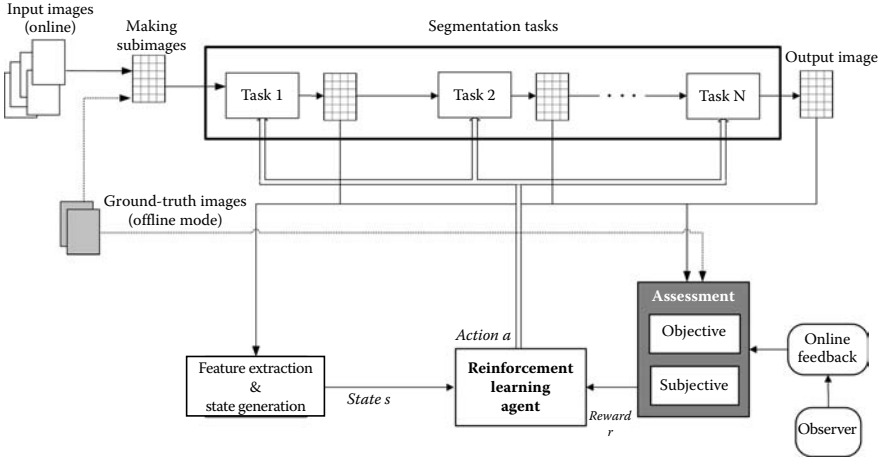 Input images
(online)
Making
subimages
Segmentation tasks
Output image
Task 1
Task 2
Task N
Ground-truth images
(offline mode)
Assessment
Objective
Subjective
Online
feedback
Observer
Action a
Feature extraction
&
state generation
State s
Reinforcement
learning
agent
Reward
r